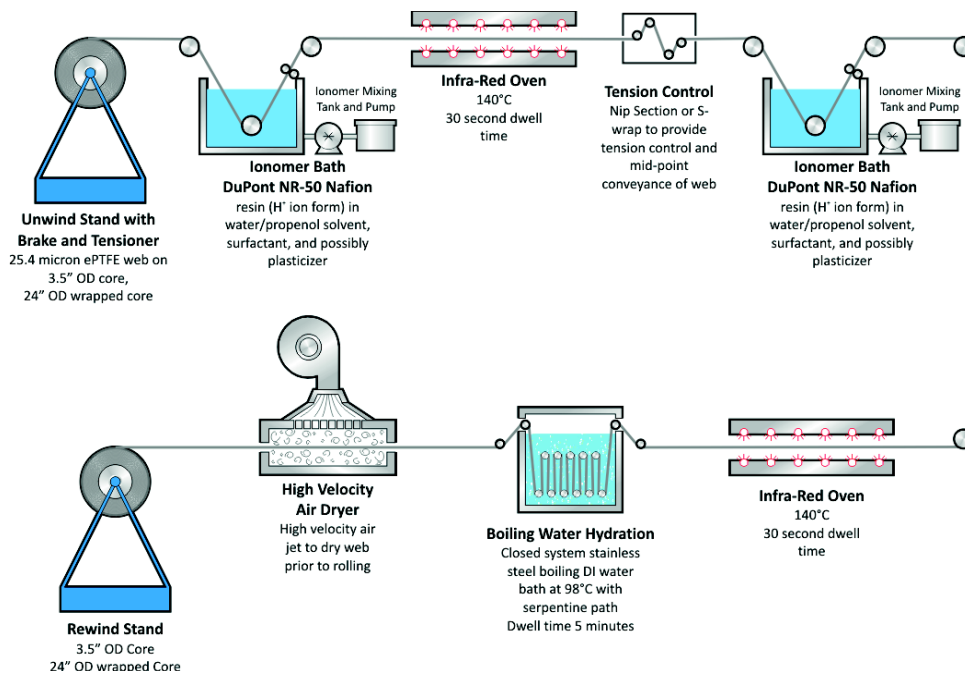 Ionomer Mixing
Tank and Pump
Unwind Stand with
Brake and Tensioner
25.4 micron ePTFE web on
3.5” OD core,
24” OD wrapped core
Ionomer Bath
DuPont NR-50 Nafion
resin (H⁺ ion form) in
water/propenol solvent,
surfactant, and possibly
plasticizer
Infra-Red Oven
140°C
30 second dwell
time
Tension Control
Nip Section or S-
wrap to provide
tension control and
mid-point
conveyance of web
Ionomer Mixing
Tank and Pump
Ionomer Bath
DuPont NR-50 Nafion
resin (H⁺ ion form) in
water/propenol solvent,
surfactant, and possibly
plasticizer
Rewind Stand
3.5” OD Core
24” OD wrapped Core
High Velocity
Air Dryer
High velocity air
jet to dry web
prior to rolling
Boiling Water Hydration
Closed system stainless
steel boiling DI water
bath at 98°C with
serpentine path
Dwell time 5 minutes
Infra-Red Oven
140°C
30 second dwell
time